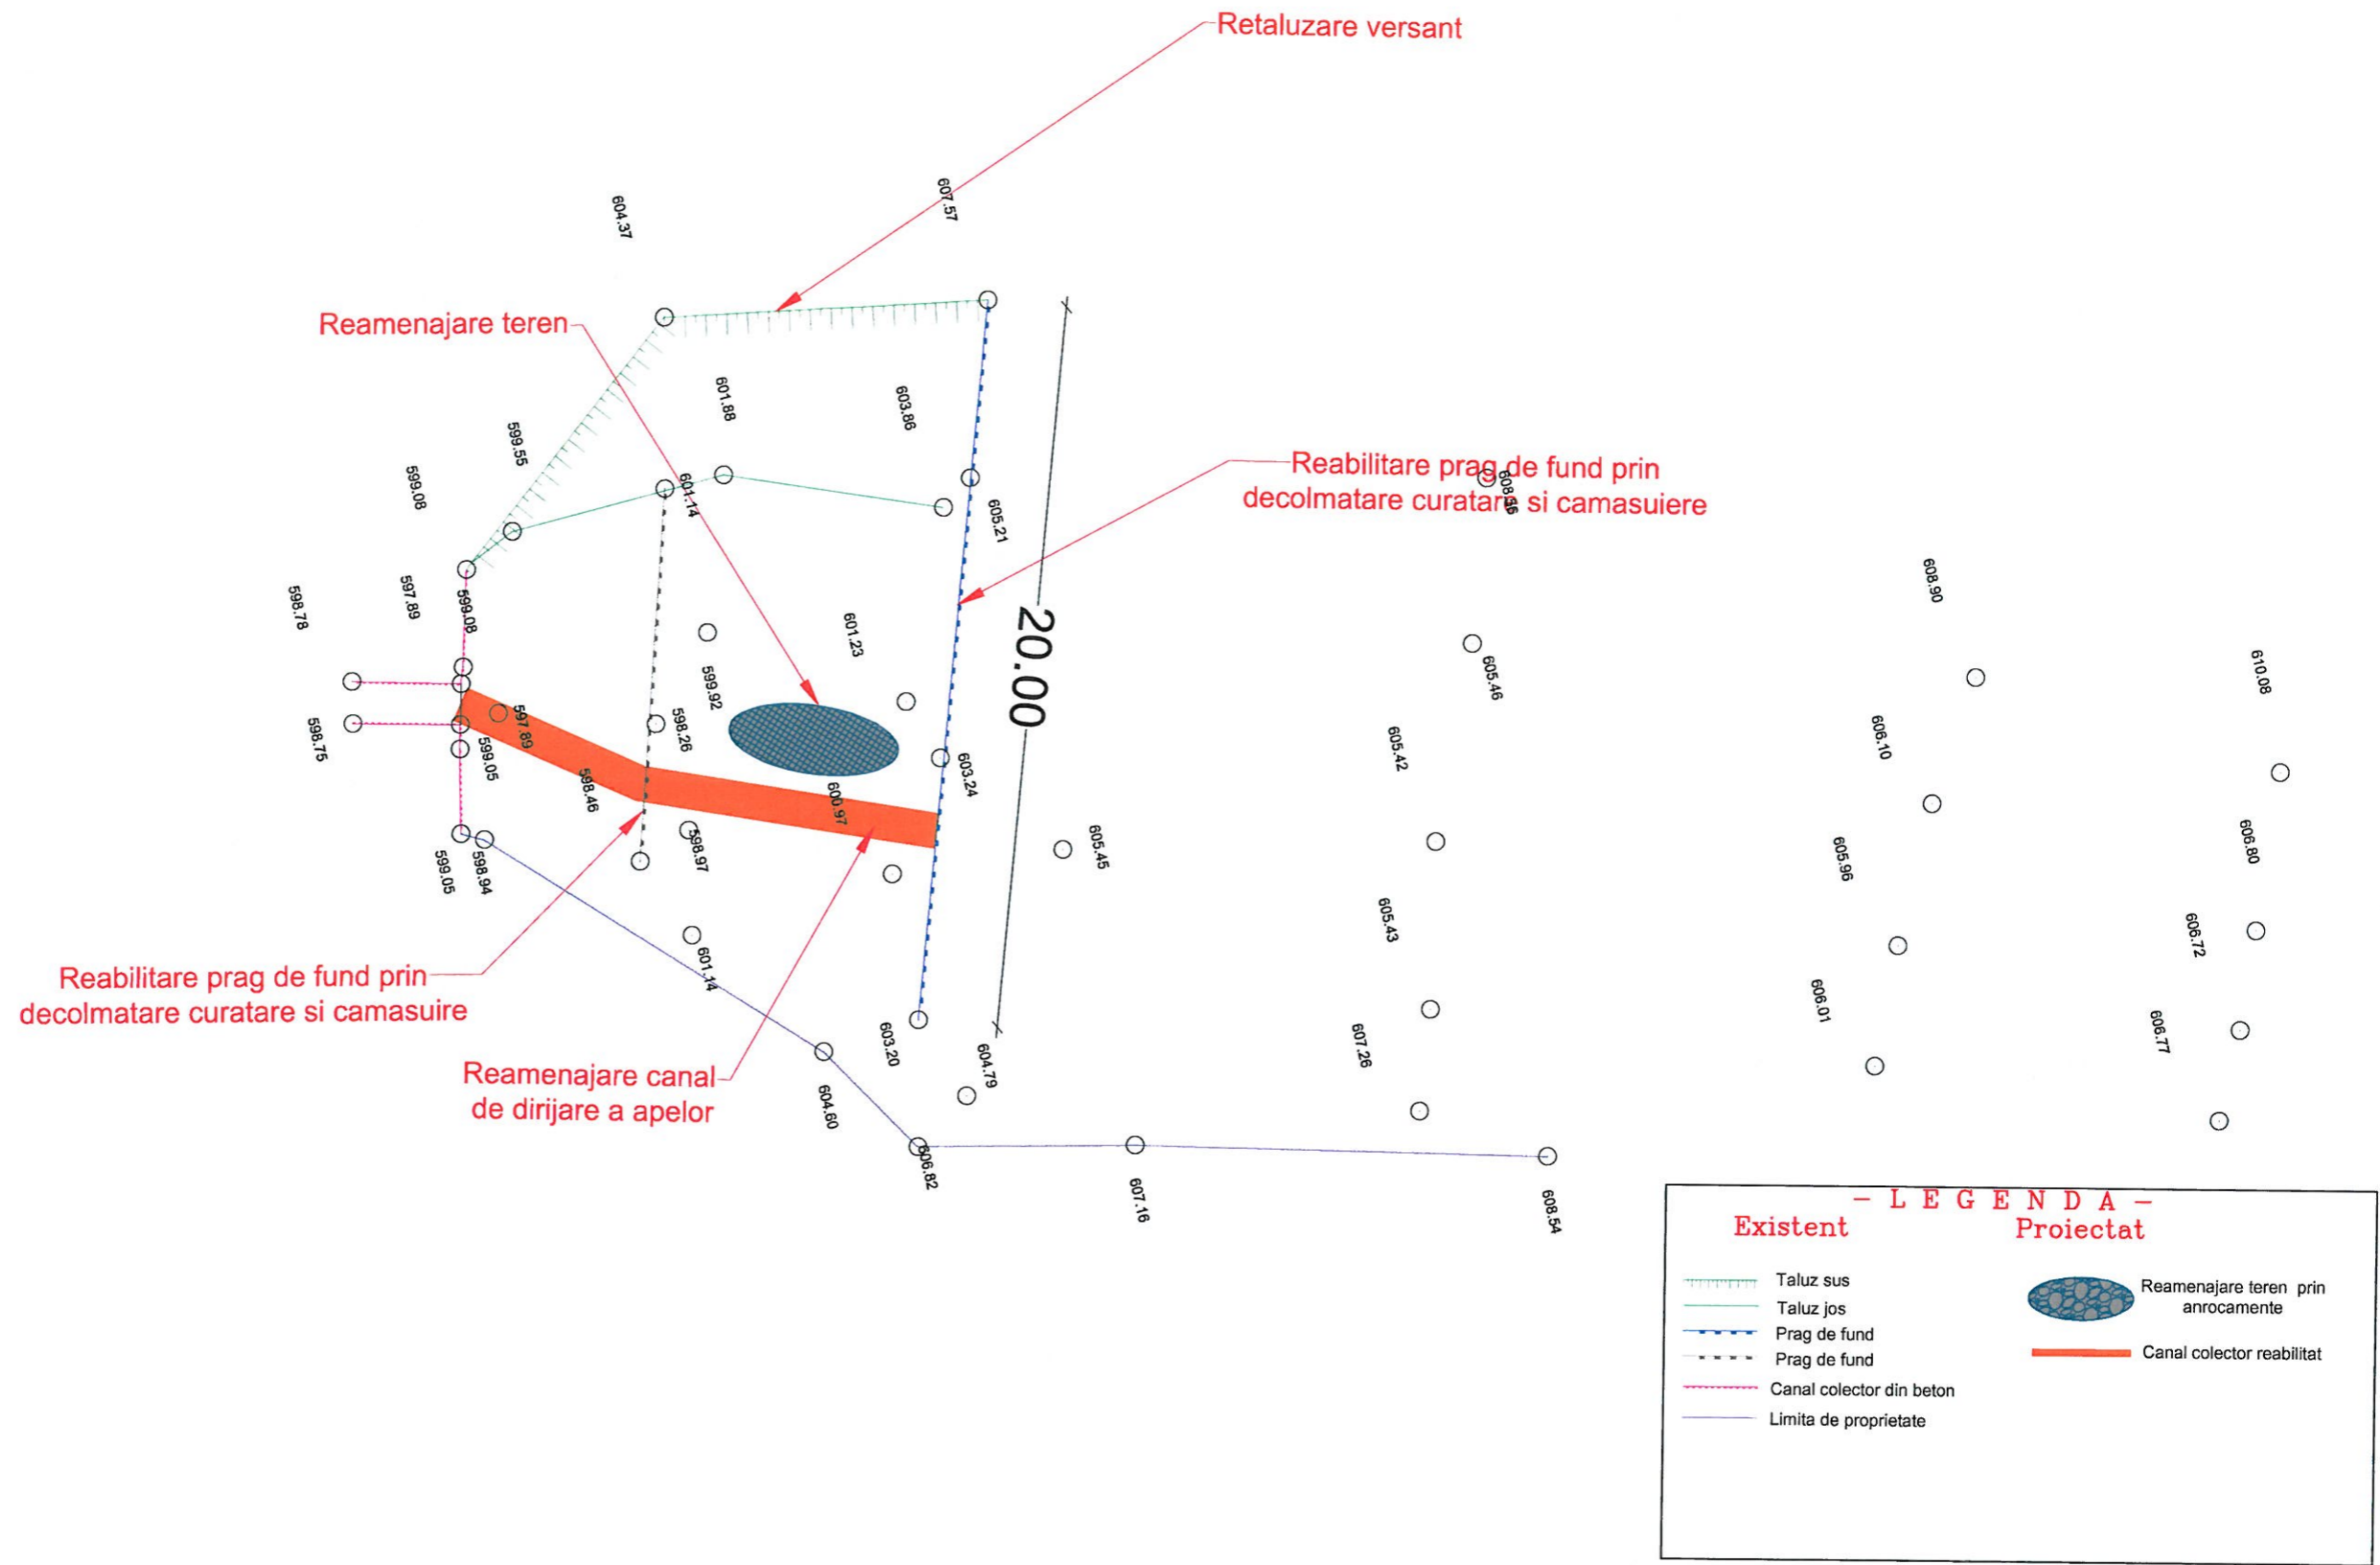 Retaluzare versant
607.57
604.37
Reamenajare teren
601.88
603.86
599.55
599.08
601.14
605.21
Reabilitare prag de fund prin
decolmatare curatare si camasuiere
608.90
598.78
597.89
599.08
601.23
20.00
605.46
610.08
599.92
598.26
597.89
598.75
599.05
598.46
600.97
603.24
605.42
606.10
598.97
605.45
605.96
606.80
599.05
598.94
601.14
605.43
606.72
Reabilitare prag de fund prin
decolmatare curatare si camasuire
603.20
604.79
607.26
606.01
606.77
Reamenajare canal
de dirijare a apelor
604.60
606.82
607.16
608.54
- L E G E N D A -
Existent
Proiectat
Taluz sus
Taluz jos
Prag de fund
Prag de fund
Canal colector din beton
Limita de proprietate
Reamenajare teren prin
anrocamente
Canal colector reabilitat